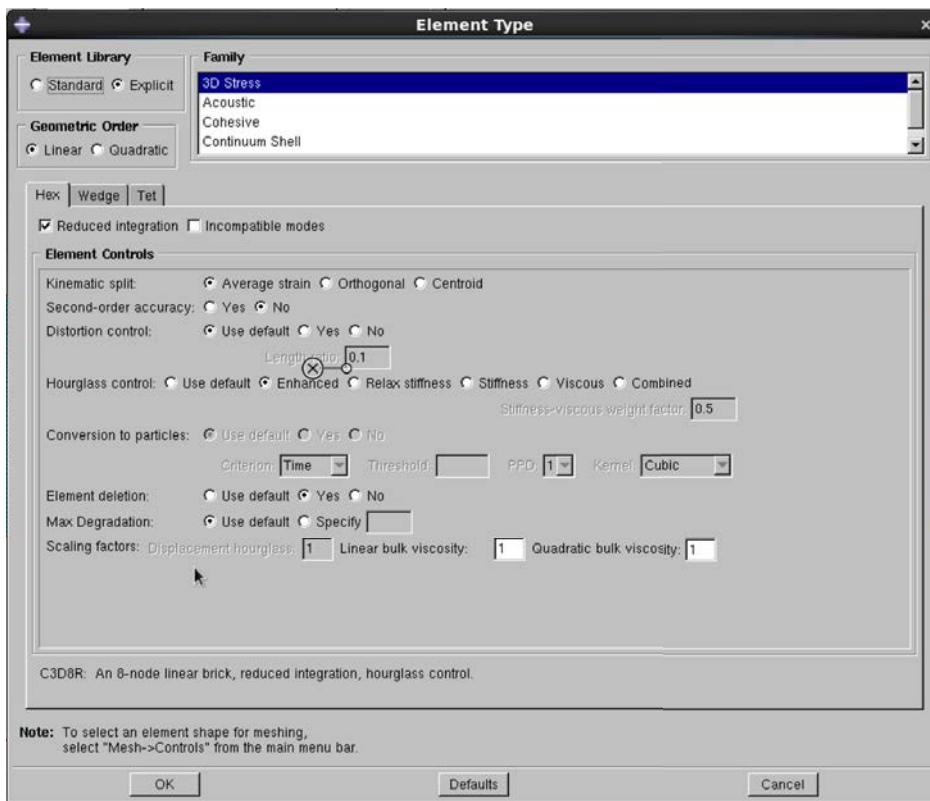 Element Type
Element Library
Standard Explicit
Family
3D Stress
Acoustic
Cohesive
Continuum Shell
Geometric Order
Linear Quadratic
Hex Wedge Tet
Reduced integration Incompatible modes
Element Controls
Kinematic split: Average strain Orthogonal Centroid
Second-order accuracy: Yes No
Distortion control: Use default Yes No
Length ratio: 0.1
Hourglass control: Use default Enhanced Relax stiffness Stiffness Viscous Combined
Stiffness-viscous weight factor: 0.5
Conversion to particles: Use default Yes No
Criterion: Time Threshold: PPD: 1 Kernel: Cubic
Element deletion: Use default Yes No
Max Degradation: Use default Specify
Scaling factors: Displacement hourglass: 1 Linear bulk viscosity: 1 Quadratic bulk viscosity: 1
C3D8R: An 8-node linear brick, reduced integration, hourglass control.
Note: To select an element shape for meshing,
select "Mesh->Controls" from the main menu bar.
OK Defaults Cancel